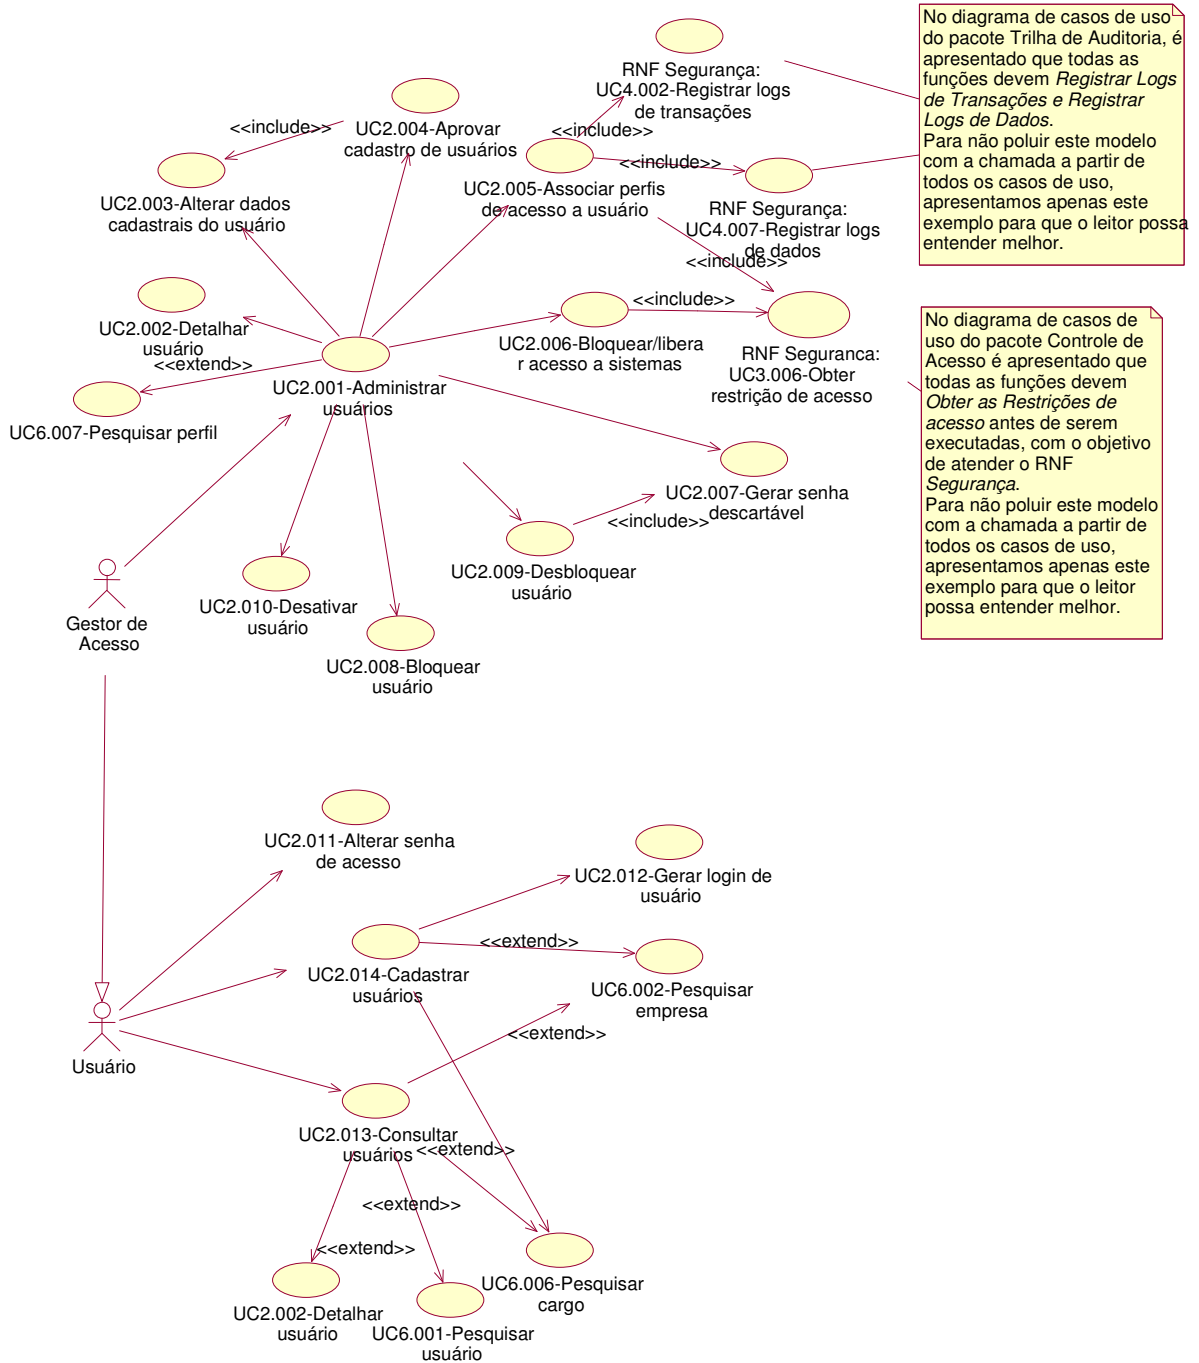 No diagrama de casos de uso
do pacote Trilha de Auditoria, é
apresentado que todas as
funções devem Registrar Logs
de Transações e Registrar
Logs de Dados.
Para não poluir este modelo
com a chamada a partir de
todos os casos de uso,
apresentamos apenas este
exemplo para que o leitor possa
entender melhor.
RNF Segurança:
UC4.002-Registrar logs
de transações
<<include>>
UC2.004-Aprovar
cadastro de usuários
<<include>>
<<include>>
UC2.005-Associar perfis
de acesso a usuário
UC2.003-Alterar dados
cadastrais do usuário
RNF Segurança:
UC4.007-Registrar logs
de dados
<<include>>
<<include>>
UC2.002-Detalhar
usuário
<<extend>>
UC2.006-Bloquear/libera
r acesso a sistemas
RNF Seguranca:
UC3.006-Obter
restrição de acesso
No diagrama de casos de
uso do pacote Controle de
Acesso é apresentado que
todas as funções devem
Obter as Restrições de
acesso antes de serem
executadas, com o objetivo
de atender o RNF
Segurança.
Para não poluir este modelo
com a chamada a partir de
todos os casos de uso,
apresentamos apenas este
exemplo para que o leitor
possa entender melhor.
UC2.001-Administrar
usuários
UC6.007-Pesquisar perfil
UC2.007-Gerar senha
descartável
<<include>>
UC2.009-Desbloquear
usuário
UC2.010-Desativar
usuário
Gestor de
Acesso
UC2.008-Bloquear
usuário
UC2.011-Alterar senha
de acesso
UC2.012-Gerar login de
usuário
<<extend>>
UC2.014-Cadastrar
usuários
UC6.002-Pesquisar
empresa
<<extend>>
Usuário
UC2.013-Consultar
usuários
<<extend>>
<<extend>>
<<extend>>
UC6.006-Pesquisar
cargo
UC2.002-Detalhar
usuário
UC6.001-Pesquisar
usuário